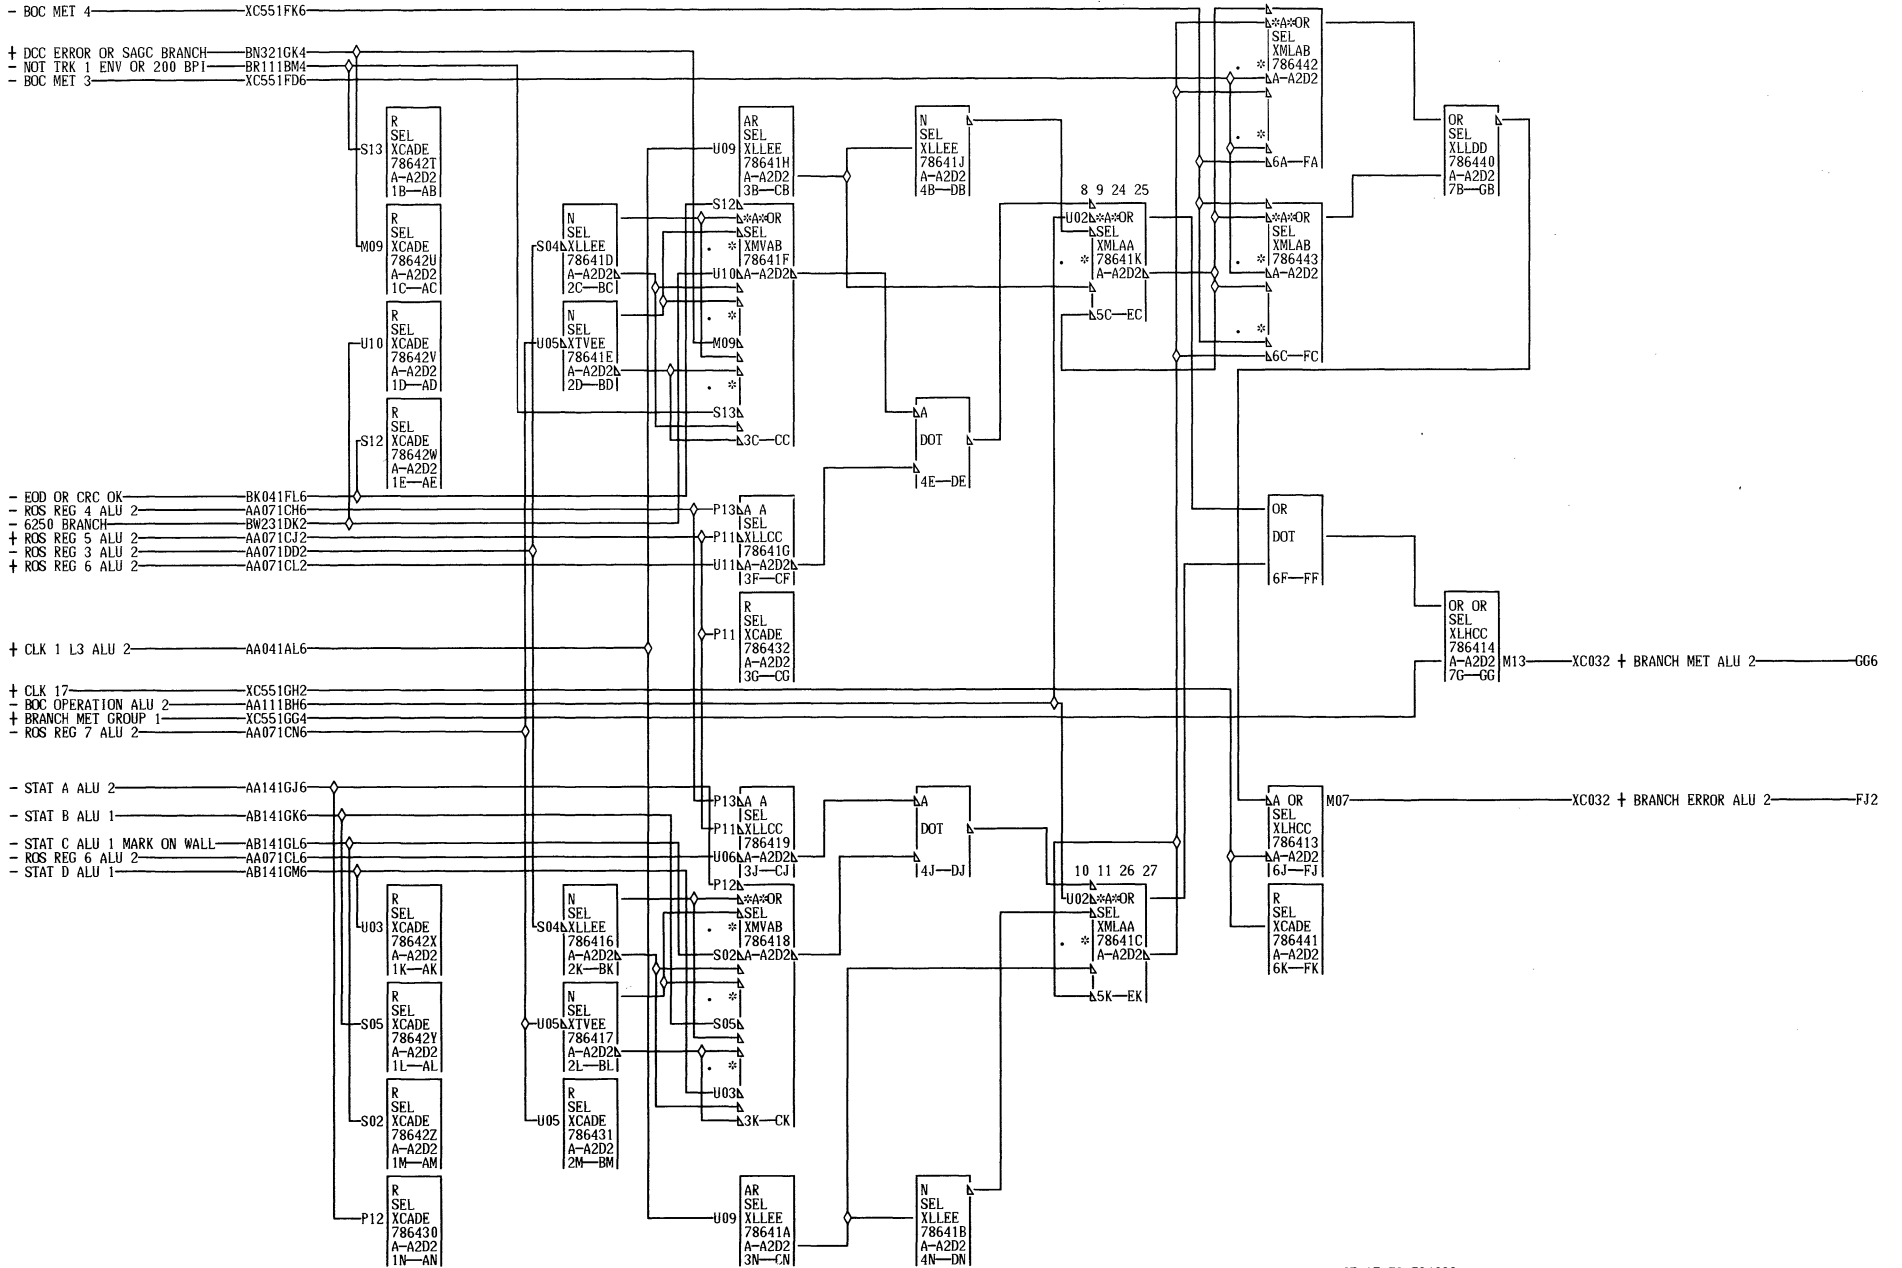 - BOC MET 4 XC551FK6
+ DCC ERROR OR SAGC BRANCH BN321GK4
- NOT TRK 1 ENV OR 200 BPI BR111BM4
- BOC MET 3 XC551FD6
R
SEL
S13 XCADE
78642T
A-A2D2
1B AB
R
SEL
M09 XCADE
78642U
A-A2D2
1C AC
R
SEL
U10 XCADE
78642V
A-A2D2
1D AD
R
SEL
S12 XCADE
78642W
A-A2D2
1E AE
N
SEL
S04 XLLEE
78641D
A-A2D2
2C BC
N
SEL
U05 XTVEE
78641E
A-A2D2
2D BD
AR
SEL
U09 XLLEE
78641H
A-A2D2
3B CB
S12
*A*OR
SEL
. * XMVAB
78641F
U10 A-A2D2
. *
M09
. *
S13
3C CC
N
SEL
XLLEE
78641J
A-A2D2
4B DB
A
DOT
4E DE
8 9 24 25
U02 *A*OR
SEL
XMLAA
. * 78641K
A-A2D2
5C EC
*A*OR
SEL
XMLAB
. * 786442
A-A2D2
. *
6A FA
*A*OR
SEL
XMLAB
. * 786443
A-A2D2
. *
6C FC
OR
SEL
XLLDD
786440
A-A2D2
7B GB
- EOD OR CRC OK BK041FL6
- ROS REG 4 ALU 2 AA071CH6
- 6250 BRANCH BW231DK2
+ ROS REG 5 ALU 2 AA071CJ2
- ROS REG 3 ALU 2 AA071DD2
+ ROS REG 6 ALU 2 AA071CL2
P13 A A
SEL
P11 XLLCC
78641G
U11 A-A2D2
3F CF
R
SEL
P11 XCADE
786432
A-A2D2
3G CG
OR
DOT
6F FF
OR OR
SEL
XLHCC
786414
A-A2D2 M13 XC032 + BRANCH MET ALU 2 GG6
7G GG
+ CLK 1 L3 ALU 2 AA041AL6
+ CLK 17 XC551GH2
- BOC OPERATION ALU 2 AA111BH6
+ BRANCH MET GROUP 1 XC551GG4
- ROS REG 7 ALU 2 AA071CN6
- STAT A ALU 2 AA141GJ6
- STAT B ALU 1 AB141GK6
- STAT C ALU 1 MARK ON WALL AB141GL6
- ROS REG 6 ALU 2 AA071CL6
- STAT D ALU 1 AB141GM6
R
SEL
U03 XCADE
78642X
A-A2D2
1K AK
R
SEL
S05 XCADE
78642Y
A-A2D2
1L AL
R
SEL
S02 XCADE
78642Z
A-A2D2
1M AM
R
SEL
P12 XCADE
786430
A-A2D2
1N AN
N
SEL
S04 XLLEE
786416
A-A2D2
2K BK
N
SEL
U05 XTVEE
786417
A-A2D2
2L BL
R
SEL
U05 XCADE
786431
A-A2D2
2M BM
P13 A A
SEL
P11 XLLCC
786419
U06 A-A2D2
3J CJ
P12
*A*OR
SEL
. * XMVAB
786418
S02 A-A2D2
. *
S05
. *
U03
3K CK
AR
SEL
U09 XLLEE
78641A
A-A2D2
3N CN
A
DOT
4J DJ
N
SEL
XLLEE
78641B
A-A2D2
4N DN
10 11 26 27
U02 *A*OR
SEL
XMLAA
. * 78641C
A-A2D2
5K EK
A OR M07 XC032 + BRANCH ERROR ALU 2 FJ2
SEL
XLHCC
786413
A-A2D2
6J FJ
R
SEL
XCADE
786441
A-A2D2
6K FK